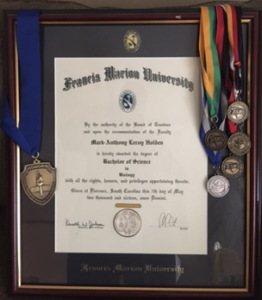 Francis Marion University
By the authority of the Board of Trustees
and upon the recommendation of the Faculty
Mark Anthony Leroy
is hereby awarded the degree of
Bachelor of Science
in
Biology
with all the rights, honors, and privileges appertaining thereto.
Given at Florence, South Carolina this 7th day of May
two thousand and sixteen, anno Domini.
Francis Marion University